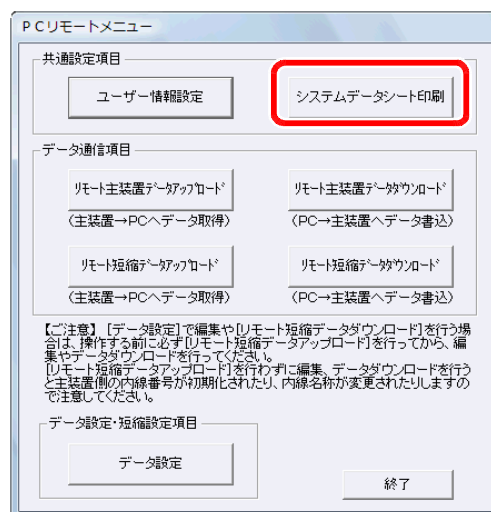 PCリモートメニュー
共通設定項目
ユーザー情報設定
システムデータシート印刷
データ通信項目
ﾘﾓｰﾄ主装置ﾃﾞｰﾀｱｯﾌﾟﾛｰﾄﾞ
ﾘﾓｰﾄ主装置ﾃﾞｰﾀﾀﾞｳﾝﾛｰﾄﾞ
(主装置→PCへデータ取得)
(PC→主装置へデータ書込)
ﾘﾓｰﾄ短縮ﾃﾞｰﾀｱｯﾌﾟﾛｰﾄﾞ
ﾘﾓｰﾄ短縮ﾃﾞｰﾀﾀﾞｳﾝﾛｰﾄﾞ
(主装置→PCへデータ取得)
(PC→主装置へデータ書込)
【ご注意】 [データ設定]で編集や[リモート短縮データダウンロード]を行う場
合は、操作する前に必ず[リモート短縮データアップロード]を行ってから、編
集やデータダウンロードを行ってください。
[リモート短縮データアップロード]を行わずに編集、データダウンロードを行う
と主装置側の内線番号が初期化されたり、内線名称が変更されたりしますの
で注意してください。
データ設定・短縮設定項目
データ設定
終了